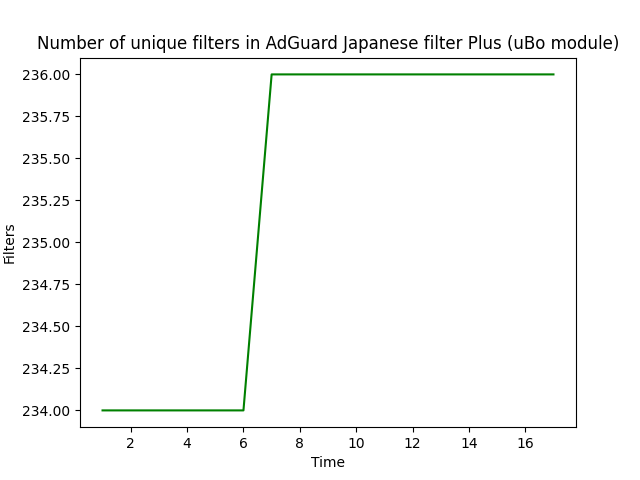 Number of unique filters in AdGuard Japanese filter Plus (uBo module)
236.00
235.75
235.50
235.25
235.00
234.75
234.50
234.25
234.00
Filters
2 4 6 8 10 12 14 16
Time